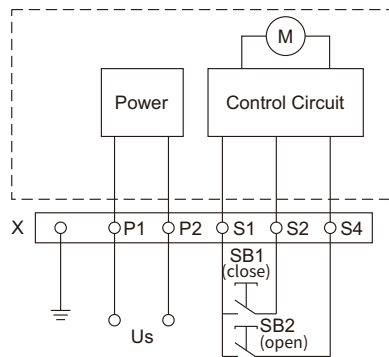 M
Power
Control Circuit
X
P1
P2
S1
S2
S4
SB1
(close)
SB2
(open)
Us